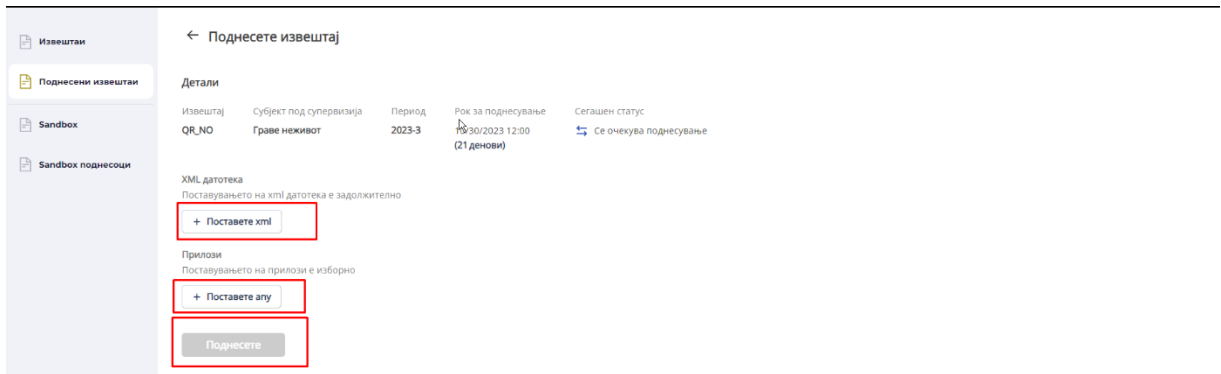 Извештаи
Поднесени извештаи
Sandbox
Sandbox поднесоци
← Поднесете извештај
Детали
Извештај Субјект под супервизија Период Рок за поднесување Сегашен статус
QR_NO Граве неживот 2023-3 /30/2023 12:00 Се очекува поднесување
(21 денови)
XML датотека
Поставувањето на xml датотека е задолжително
+ Поставете xml
Прилози
Поставувањето на прилози е изборно
+ Поставете any
Поднесете